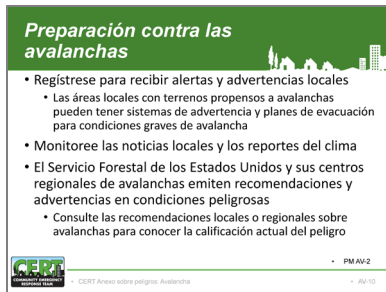 Preparación contra las
avalanchas
• Regístrese para recibir alertas y advertencias locales
• Las áreas locales con terrenos propensos a avalanchas
pueden tener sistemas de advertencia y planes de evacuación
para condiciones graves de avalancha
• Monitoree las noticias locales y los reportes del clima
• El Servicio Forestal de los Estados Unidos y sus centros
regionales de avalanchas emiten recomendaciones y
advertencias en condiciones peligrosas
• Consulte las recomendaciones locales o regionales sobre
avalanchas para conocer la calificación actual del peligro
• PM AV-2
CERT
COMMUNITY EMERGENCY
RESPONSE TEAM
• CERT Anexo sobre peligros: Avalancha
• AV-10